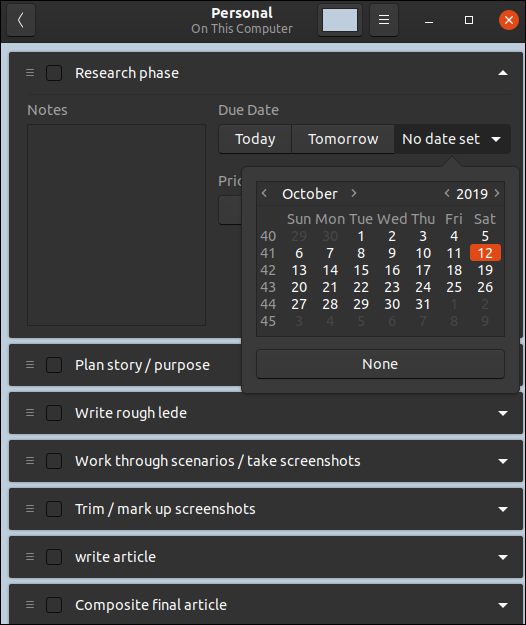 Personal
On This Computer
Research phase
Notes
Due Date
Today Tomorrow No date set
October 2019
Sun Mon Tue Wed Thu Fri Sat
40 29 30 1 2 3 4 5
41 6 7 8 9 10 11 12
42 13 14 15 16 17 18 19
43 20 21 22 23 24 25 26
44 27 28 29 30 31 1 2
45 3 4 5 6 7 8 9
None
Plan story / purpose
Write rough lede
Work through scenarios / take screenshots
Trim / mark up screenshots
write article
Composite final article